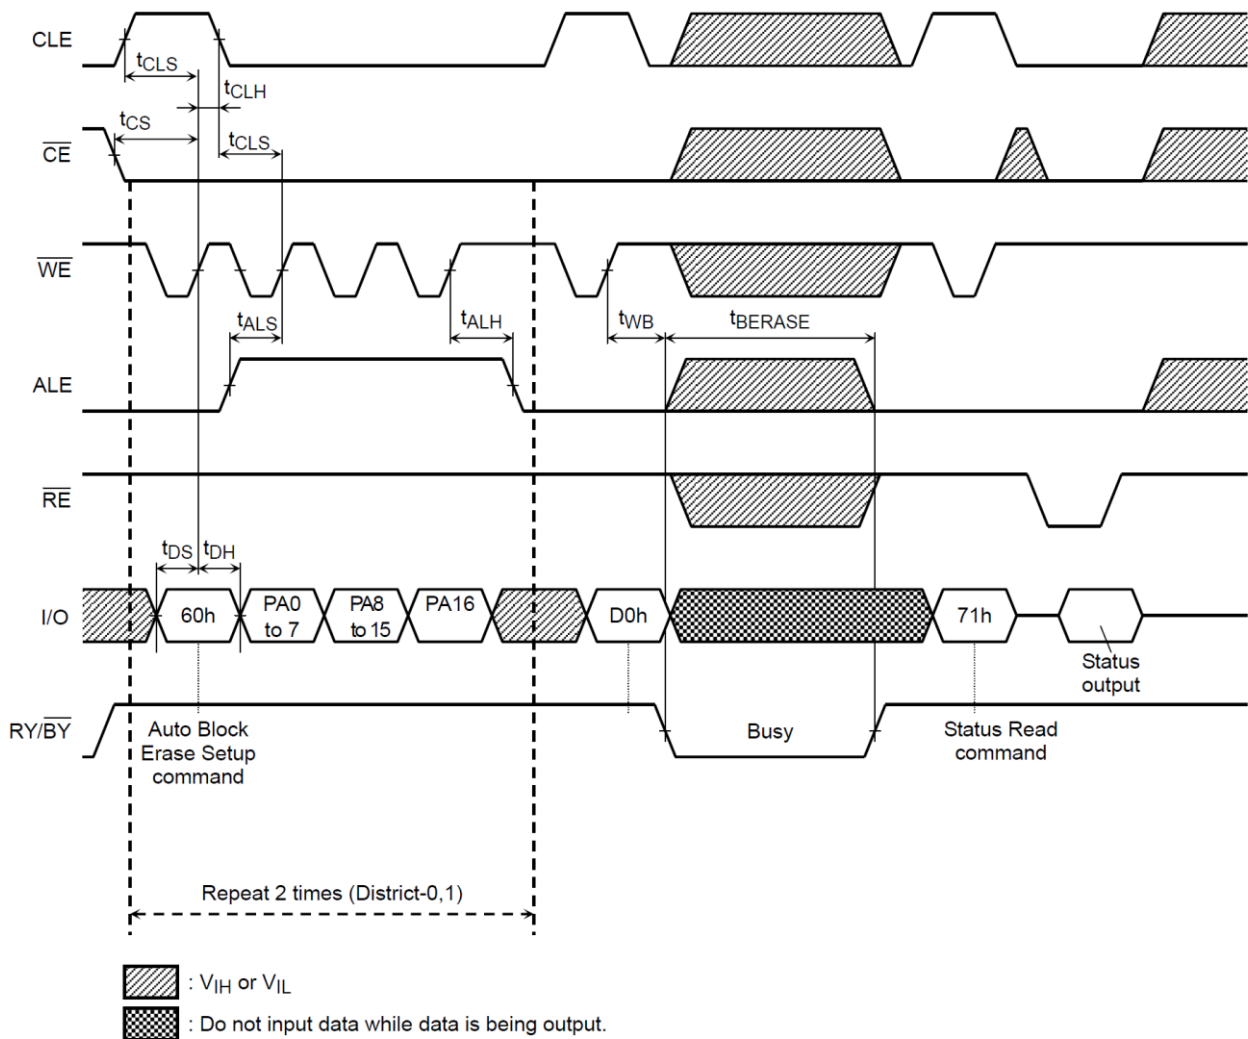 CLE
tCLS
tCLH
tCS
CE
tCLS
WE
tALS
tALH
tWB
tBERASE
ALE
RE
tDS
tDH
I/O
60h
PA0
to 7
PA8
to 15
PA16
D0h
71h
Status
output
RY/BY
Auto Block
Erase Setup
command
Busy
Status Read
command
Repeat 2 times (District-0,1)
: VIH or VIL
: Do not input data while data is being output.